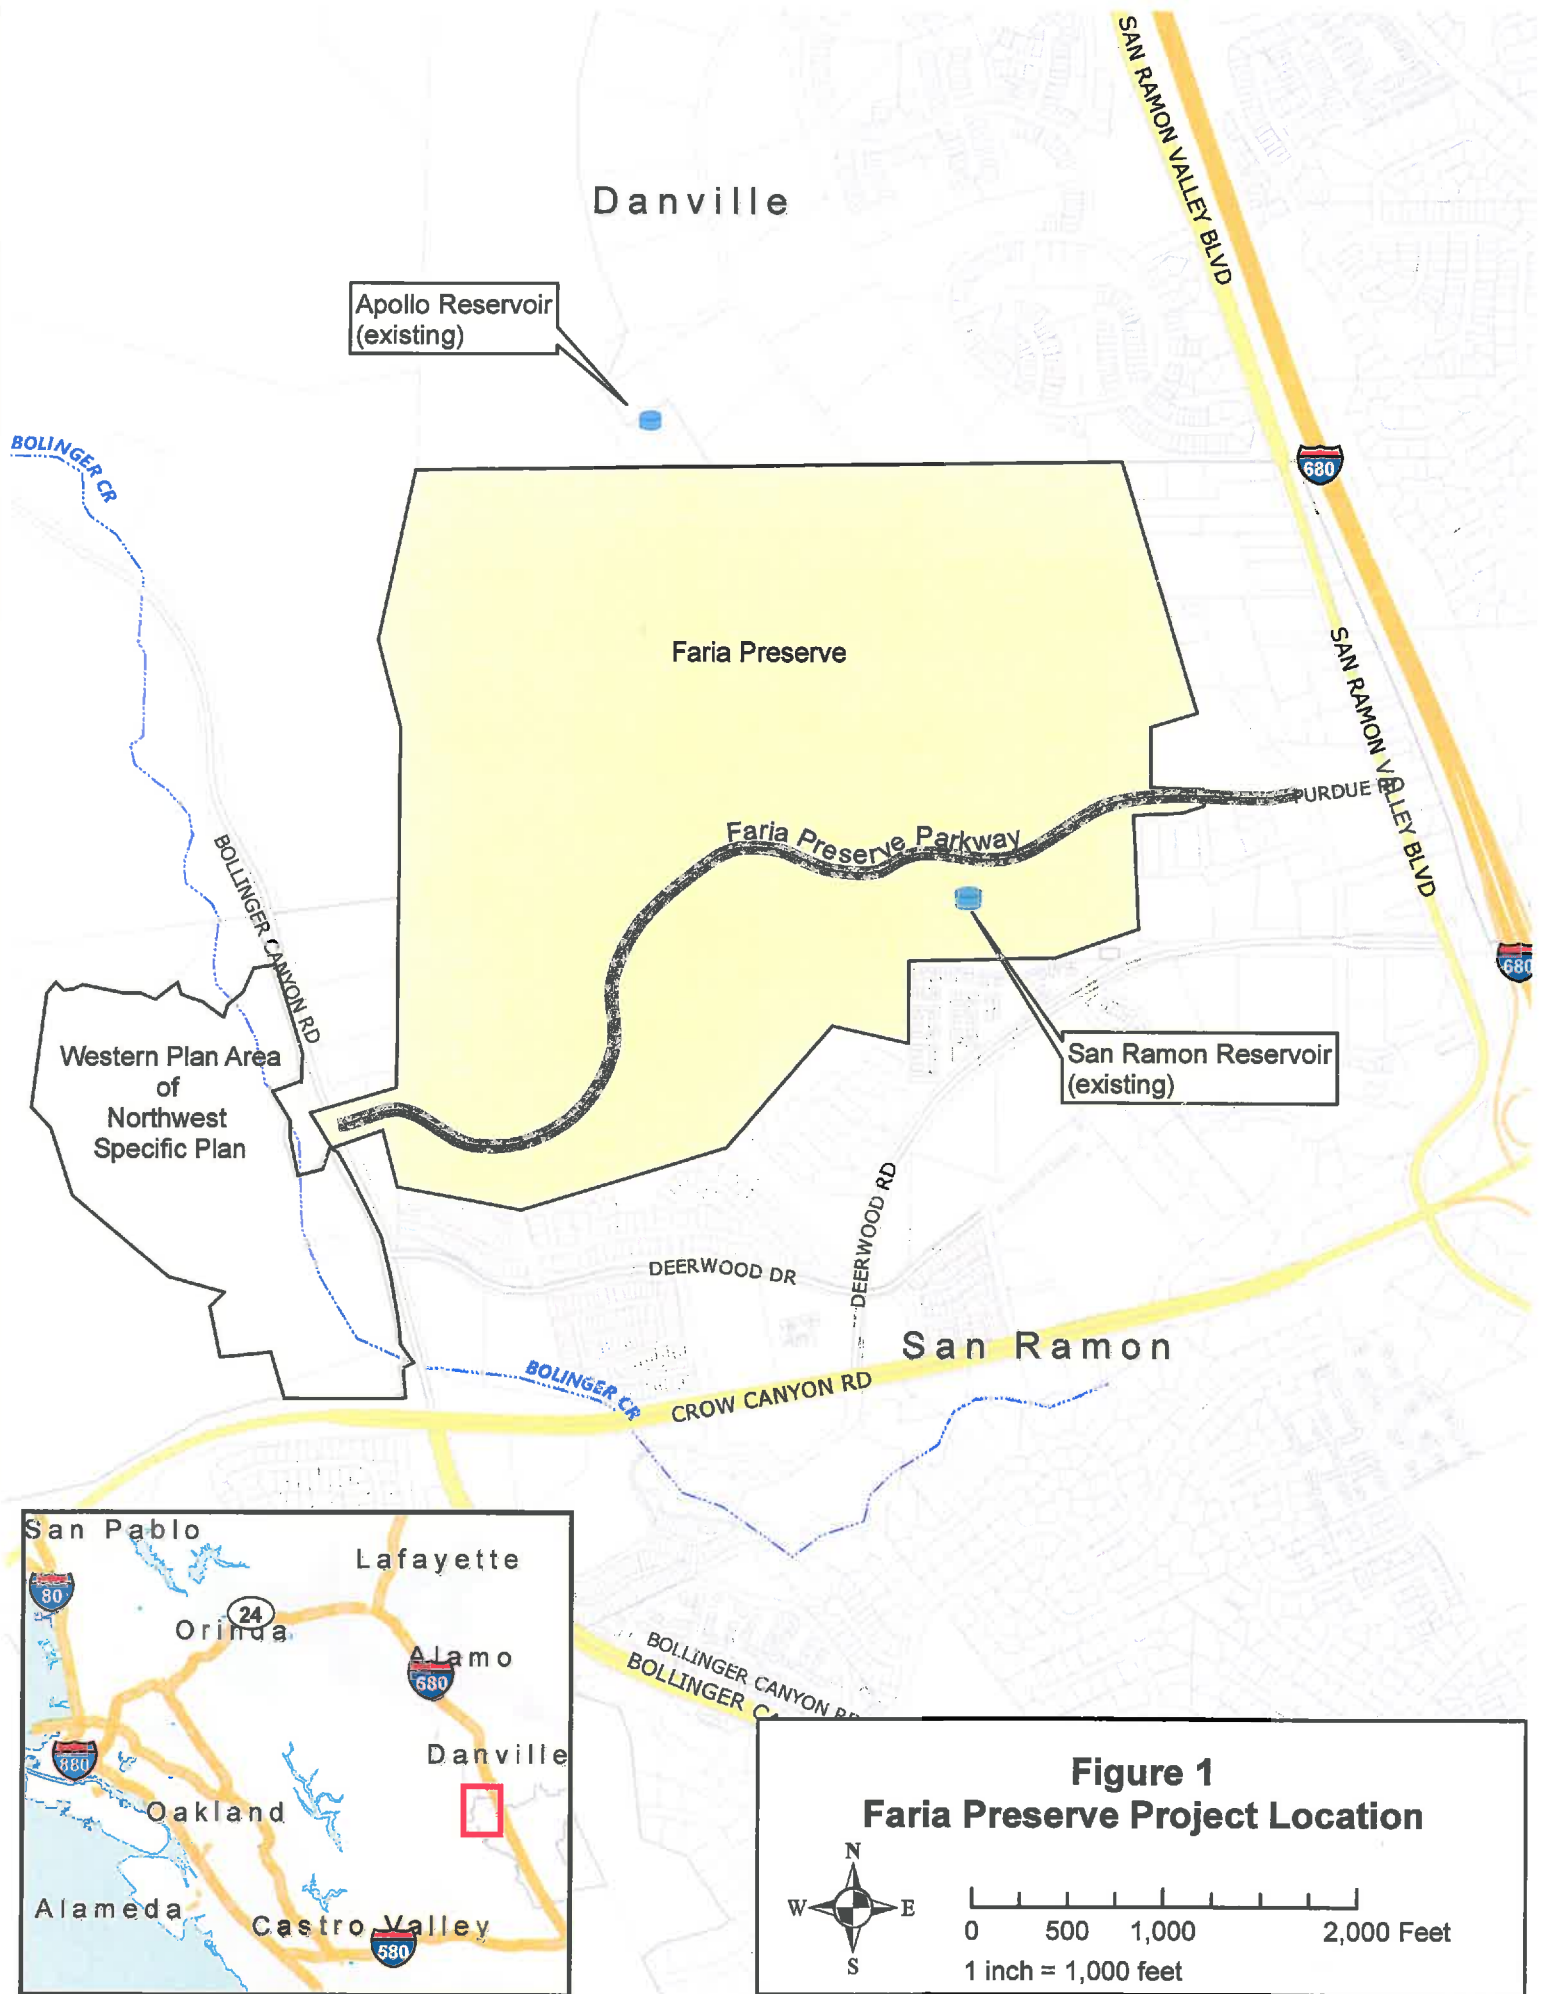 SAN RAMON VALLEY BLVD
Danville
Apollo Reservoir
(existing)
BOLINGER CR
680
Faria Preserve
SAN RAMON VALLEY BLVD
PURDUE RD
Faria Preserve Parkway
BOLLINGER CANYON RD
680
Western Plan Area
of
Northwest
Specific Plan
San Ramon Reservoir
(existing)
DEERWOOD RD
DEERWOOD DR
San Ramon
BOLINGER CR
CROW CANYON RD
San Pablo
Lafayette
80
24
Orinda
Alamo
680
Danville
880
Oakland
Alameda
Castro Valley
580
BOLLINGER CANYON RD
BOLLINGER
Figure 1
Faria Preserve Project Location
N
W E
S
0 500 1,000 2,000 Feet
1 inch = 1,000 feet